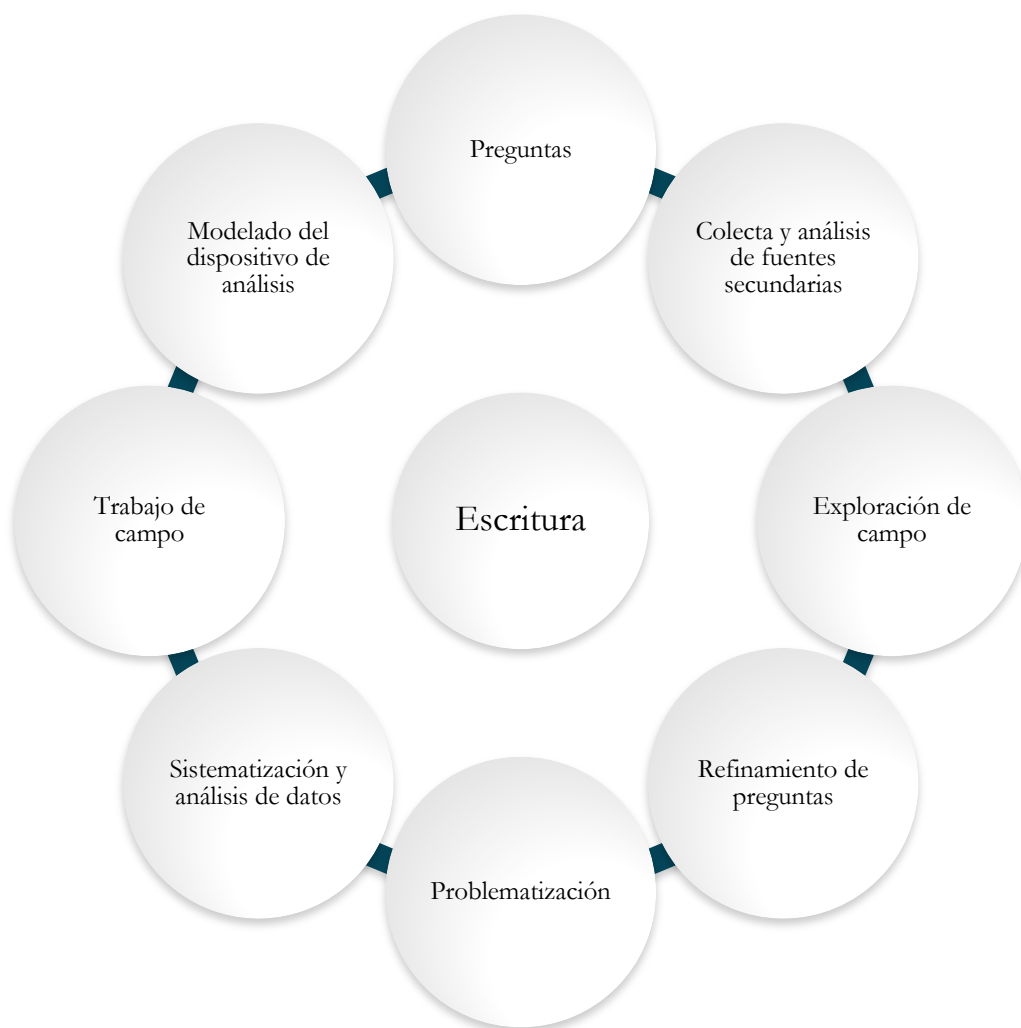 Preguntas
Colecta y análisis
de fuentes
secundarias
Exploración de
campo
Refinamiento de
preguntas
Problematización
Sistematización y
análisis de datos
Trabajo de
campo
Modelado del
dispositivo de
análisis
Escritura